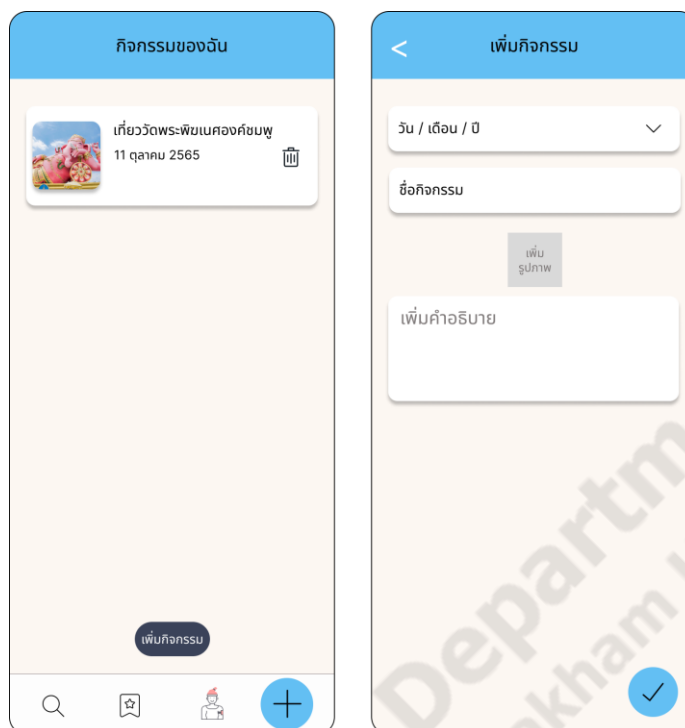 กิจกรรมของฉัน
เที่ยววัดพระพิฆเนศองค์ชมพู
11 ตุลาคม 2565
เพิ่มกิจกรรม
<
เพิ่มกิจกรรม
วัน / เดือน / ปี
ชื่อกิจกรรม
เพิ่ม
รูปภาพ
เพิ่มคำอธิบาย